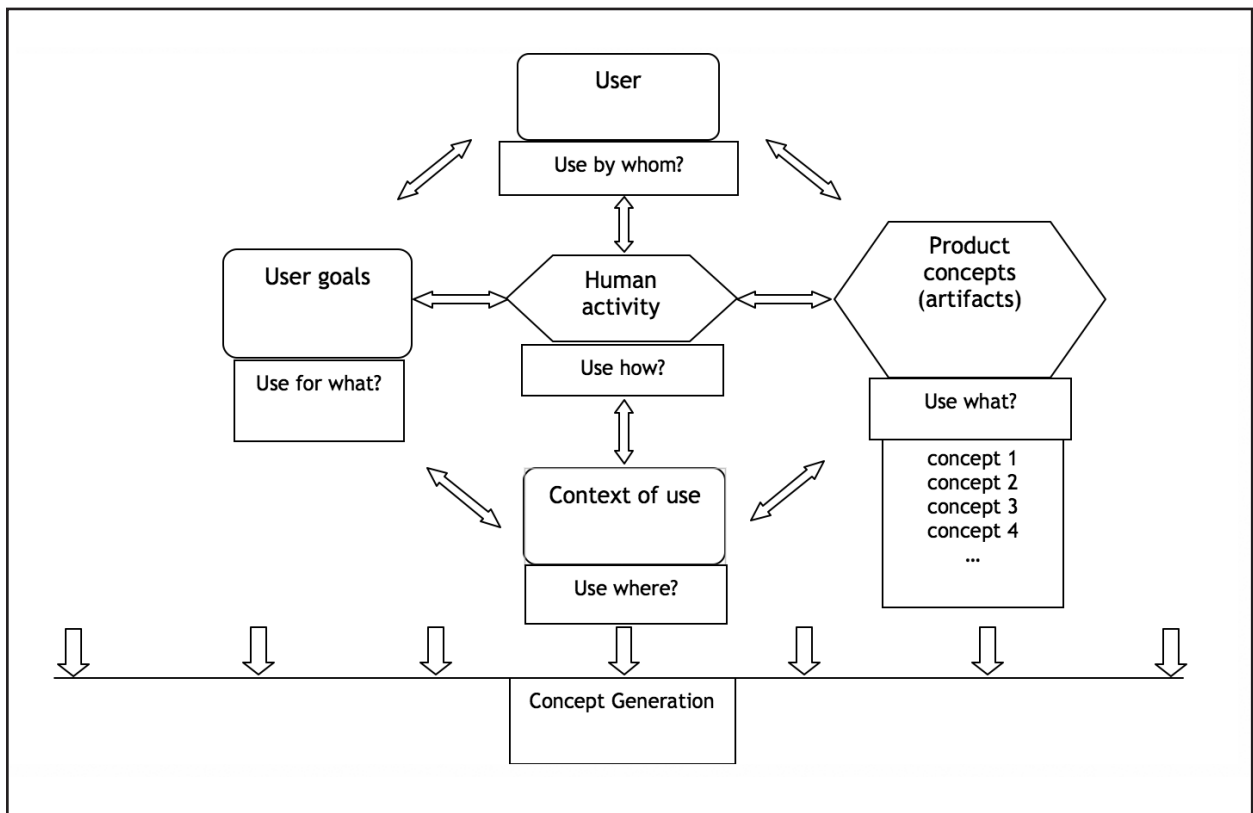 User
Use by whom?
User goals
Use for what?
Human
activity
Use how?
Product
concepts
(artifacts)
Use what?
concept 1
concept 2
concept 3
concept 4
...
Context of use
Use where?
Concept Generation